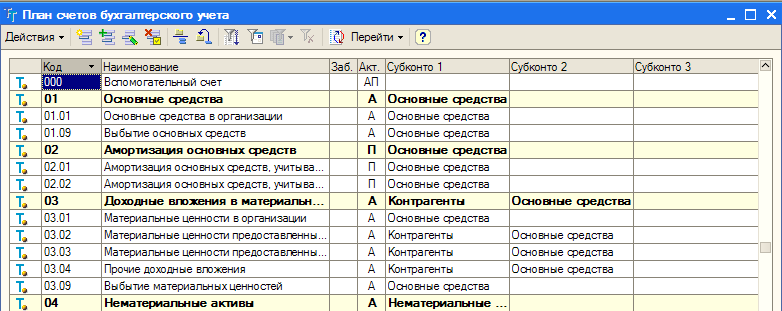 План счетов бухгалтерского учета
Действия Перейти ?
Код Наименование Заб. Акт. Субконто 1 Субконто 2 Субконто 3
000 Вспомогательный счет АП
01 Основные средства А Основные средства
01.01 Основные средства в организации А Основные средства
01.09 Выбытие основных средств А Основные средства
02 Амортизация основных средств П Основные средства
02.01 Амортизация основных средств, учитыва... П Основные средства
02.02 Амортизация основных средств, учитыва... П Основные средства
03 Доходные вложения в материальн... А Контрагенты Основные средства
03.01 Материальные ценности в организации А Основные средства
03.02 Материальные ценности предоставленны... А Контрагенты Основные средства
03.03 Материальные ценности предоставленны... А Контрагенты Основные средства
03.04 Прочие доходные вложения А Контрагенты Основные средства
03.09 Выбытие материальных ценностей А Основные средства
04 Нематериальные активы А Нематериальные ...